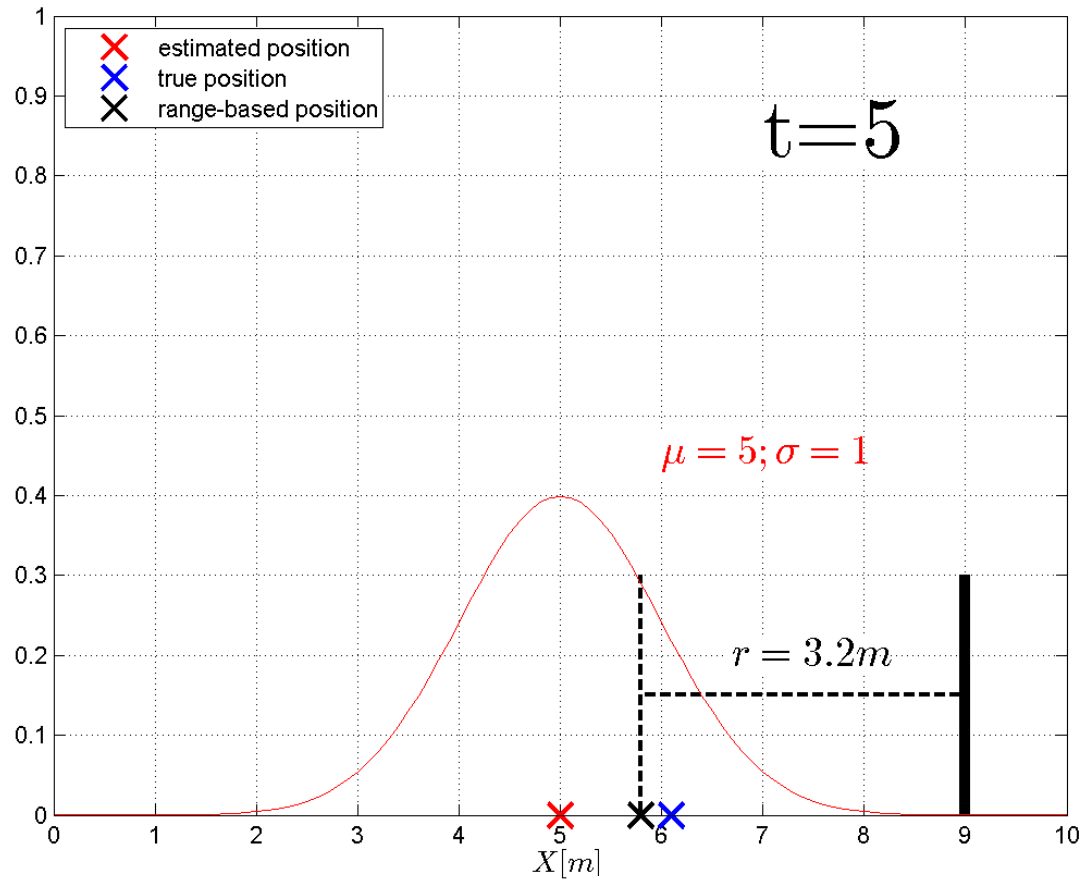 1
0.9
0.8
0.7
0.6
0.5
0.4
0.3
0.2
0.1
0
estimated position
true position
range-based position
t=5
μ = 5; σ = 1
r = 3.2m
0 1 2 3 4 5 6 7 8 9 10
X[m]